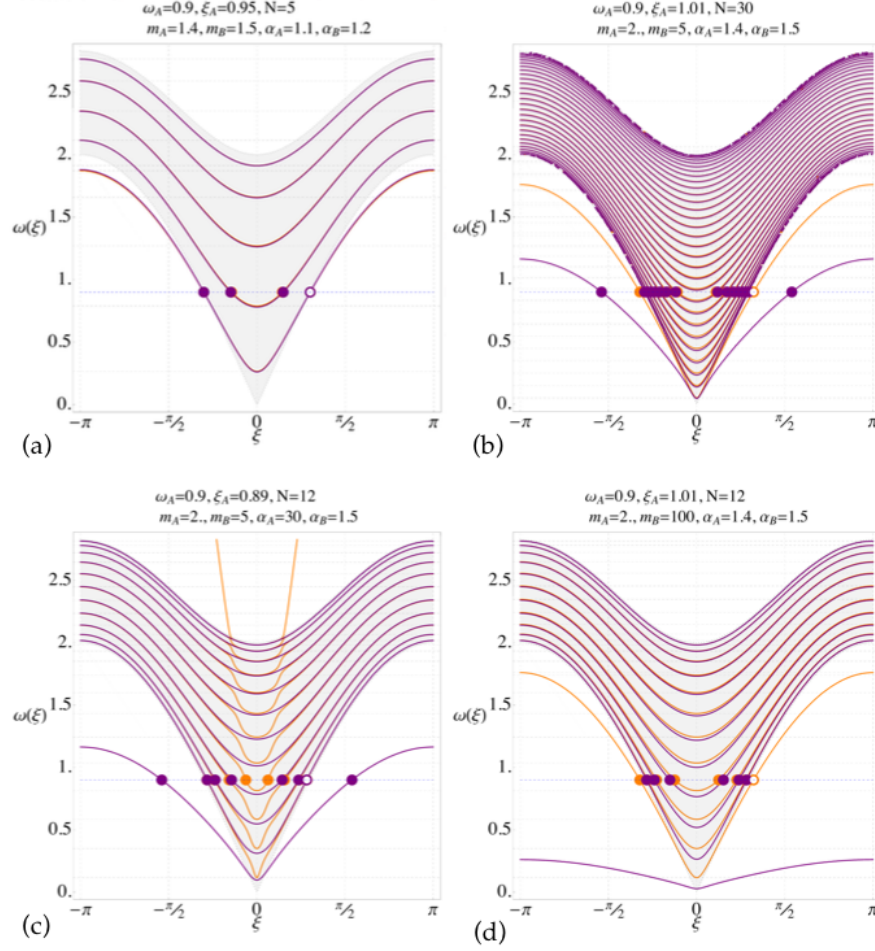 ω_A=0.9, ξ_A=0.95, N=5
m_A=1.4, m_B=1.5, α_A=1.1, α_B=1.2
2.5
2.
1.5
ω(ξ)
1.
0.5
0.
−π
−π/2
0
π/2
π
ξ
(a)
ω_A=0.9, ξ_A=1.01, N=30
m_A=2., m_B=5, α_A=1.4, α_B=1.5
2.5
2.
1.5
ω(ξ)
1.
0.5
0.
−π
−π/2
0
π/2
π
ξ
(b)
ω_A=0.9, ξ_A=0.89, N=12
m_A=2., m_B=5, α_A=30, α_B=1.5
2.5
2.
1.5
ω(ξ)
1.
0.5
0.
−π
−π/2
0
π/2
π
ξ
(c)
ω_A=0.9, ξ_A=1.01, N=12
m_A=2., m_B=100, α_A=1.4, α_B=1.5
2.5
2.
1.5
ω(ξ)
1.
0.5
0.
−π
−π/2
0
π/2
π
ξ
(d)